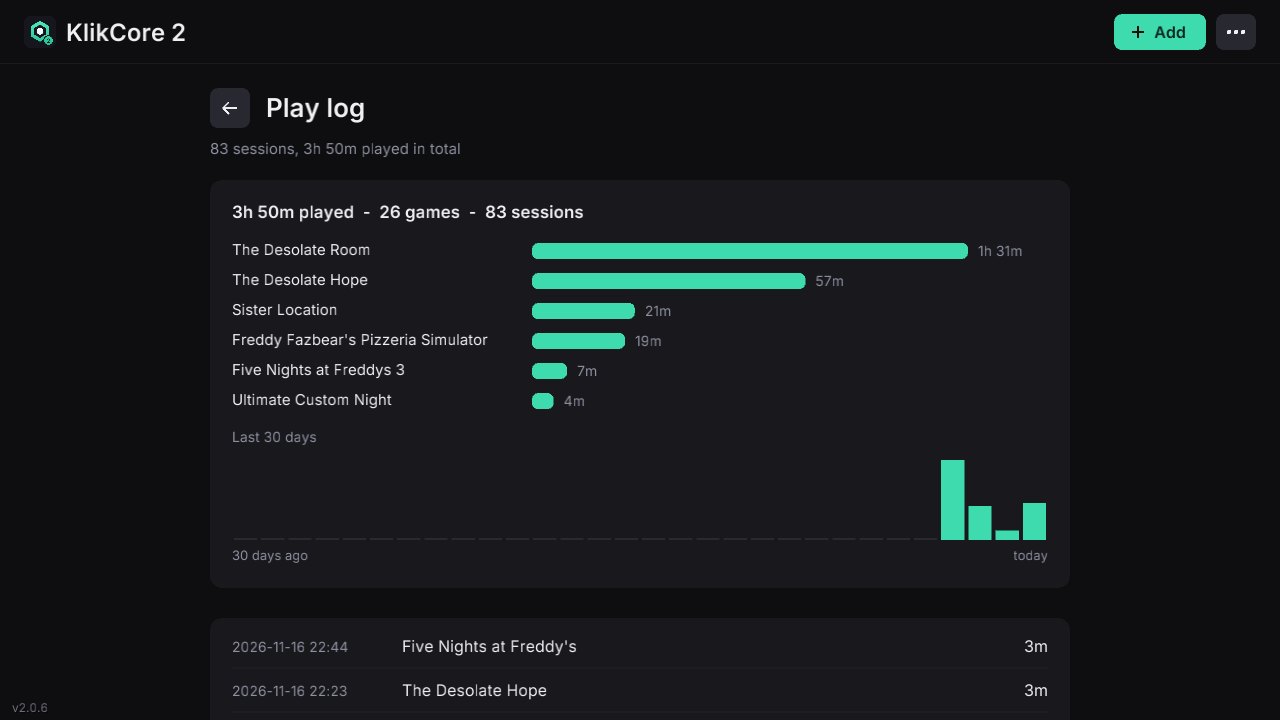 KlikCore 2
+ Add
Play log
83 sessions, 3h 50m played in total
3h 50m played - 26 games - 83 sessions
The Desolate Room 1h 31m
The Desolate Hope 57m
Sister Location 21m
Freddy Fazbear's Pizzeria Simulator 19m
Five Nights at Freddys 3 7m
Ultimate Custom Night 4m
Last 30 days
30 days ago today
2026-11-16 22:44 Five Nights at Freddy's 3m
2026-11-16 22:23 The Desolate Hope 3m
v2.0.6